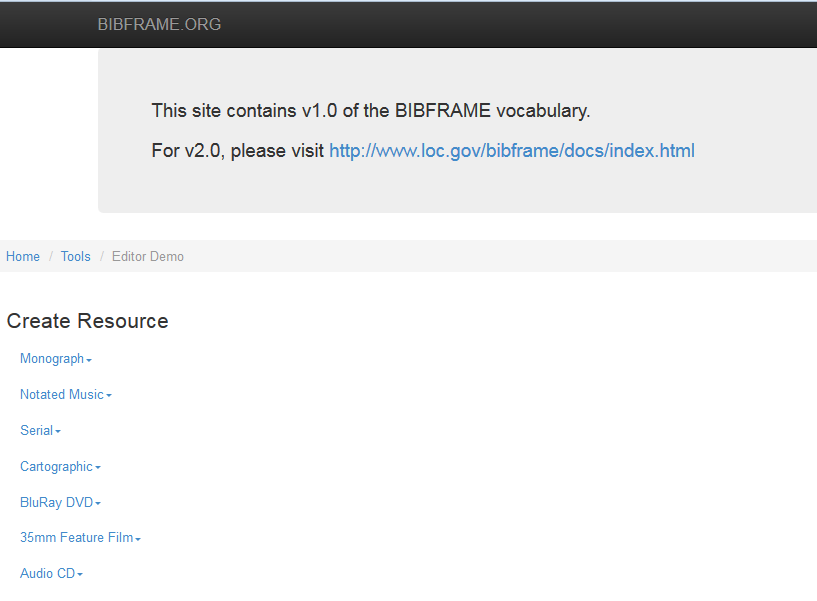 BIBFRAME.ORG
This site contains v1.0 of the BIBFRAME vocabulary.
For v2.0, please visit http://www.loc.gov/bibframe/docs/index.html
Home / Tools / Editor Demo
Create Resource
Monograph
Notated Music
Serial
Cartographic
BluRay DVD
35mm Feature Film
Audio CD